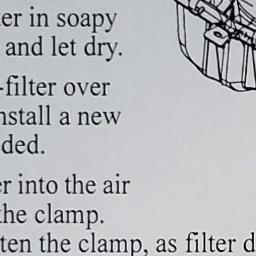 er in soapy
and let dry.
-filter over
nstall a new
ded.
er into the air
the clamp.
ten the clamp, as filter d